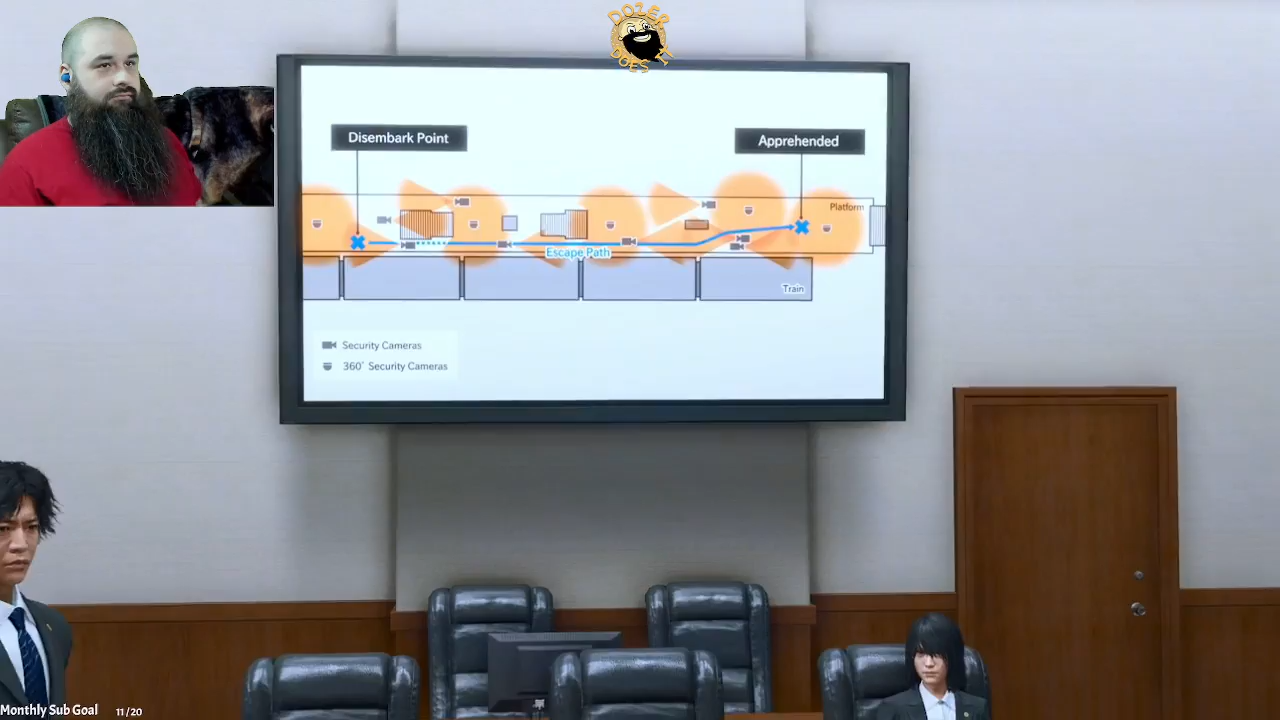 DOZER
DOES IT
Disembark Point
Apprehended
Platform
Escape Path
Train
Security Cameras
360° Security Cameras
Monthly Sub Goal 11/20